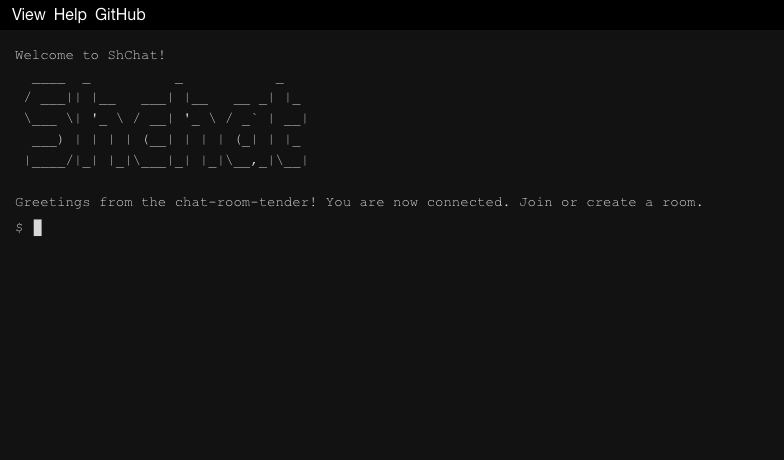 View Help GitHub
Welcome to ShChat!
  ____  _          _           _
 / ___|| |__   ___| |__   __ _| |_
 \___ \| '_ \ / __| '_ \ / _` | __|
  ___) | | | | (__| | | | (_| | |_
 |____/|_| |_|\___|_| |_|\__,_|\__|
Greetings from the chat-room-tender! You are now connected. Join or create a room.
$